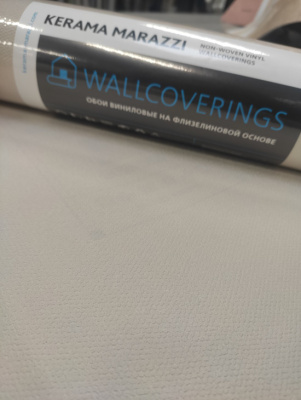 KERAMA MARAZZI
NON-WOVEN VINYL
WALLCOVERINGS
WALLCOVERINGS
ОБОИ ВИНИЛОВЫЕ НА ФЛИЗЕЛИНОВОЙ ОСНОВЕ